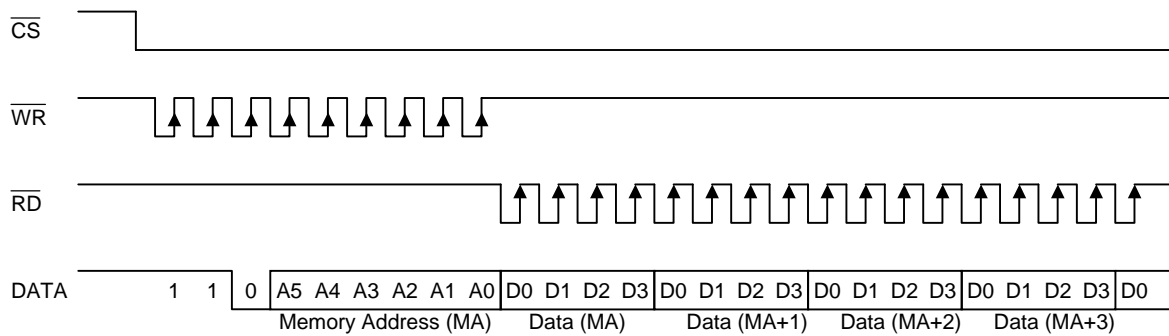 CS
WR
RD
DATA 1 1 0 A5 A4 A3 A2 A1 A0 D0 D1 D2 D3 D0 D1 D2 D3 D0 D1 D2 D3 D0 D1 D2 D3 D0
Memory Address (MA) Data (MA) Data (MA+1) Data (MA+2) Data (MA+3)